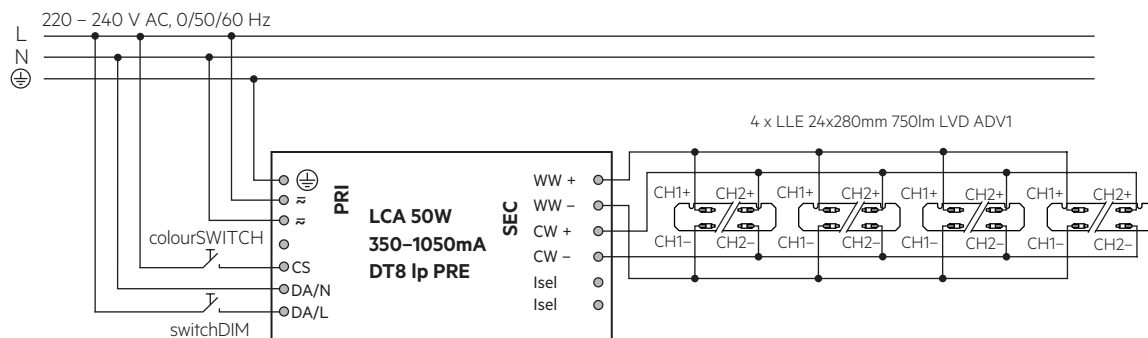 220 – 240 V AC, 0/50/60 Hz
L
N
4 x LLE 24x280mm 750lm LVD ADV1
PRI
SEC
LCA 50W
350–1050mA
DT8 lp PRE
WW +
WW –
CW +
CW –
Isel
Isel
colourSWITCH
CS
DA/N
DA/L
switchDIM
CH1+ CH2+ CH1+ CH2+ CH1+ CH2+ CH1+ CH2+
CH1– CH2– CH1– CH2– CH1– CH2– CH1– CH2–